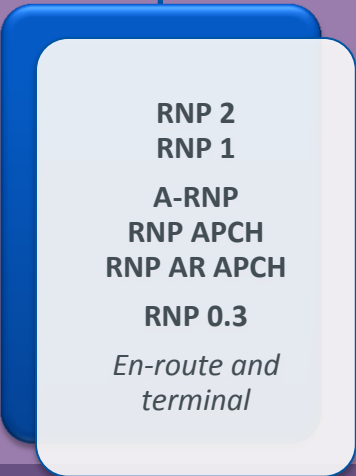 RNP 2
RNP 1
A-RNP
RNP APCH
RNP AR APCH
RNP 0.3
En-route and
terminal